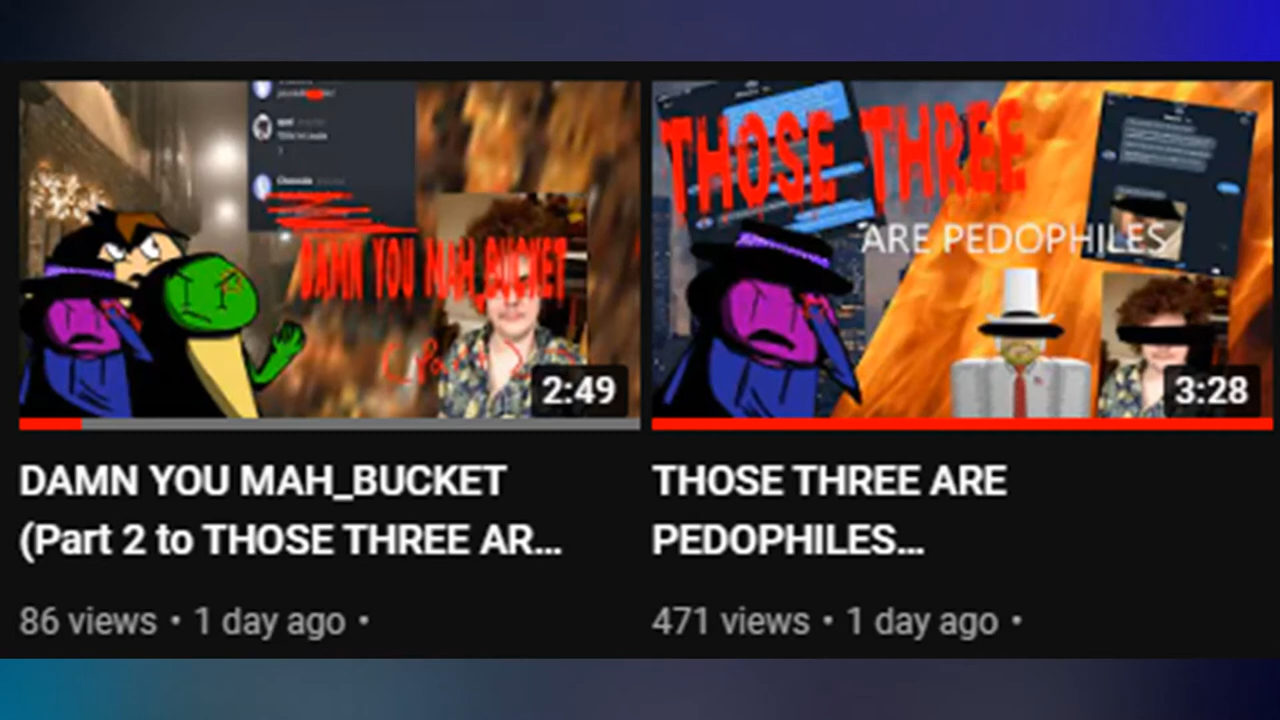 DAMN YOU MAH_BUCKET
2:49
THOSE THREE
ARE PEDOPHILES
3:28
DAMN YOU MAH_BUCKET
(Part 2 to THOSE THREE AR...
86 views • 1 day ago •
THOSE THREE ARE
PEDOPHILES...
471 views • 1 day ago •